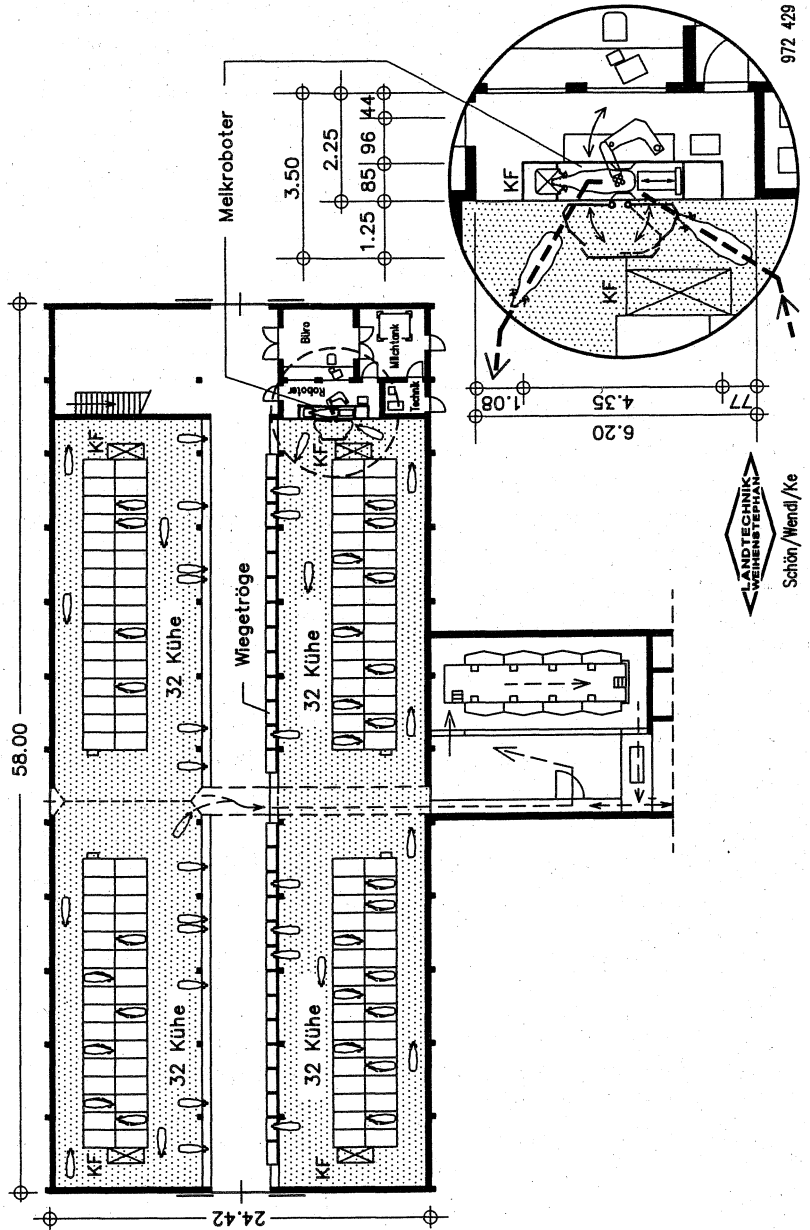 58.00
24.42
KF
32 Kühe
32 Kühe
KF
KF
32 Kühe
32 Kühe
KF
Wiegetröge
Büro
Roboter
Milchtank
Technik
Melkroboter
3.50
2.25
1.25 85 96 44
KF
KF
1.08 4.35 77
6.20
972 429
LANDTECHNIK
WEIHENSTEPHAN
Schön/Wendl/Ke